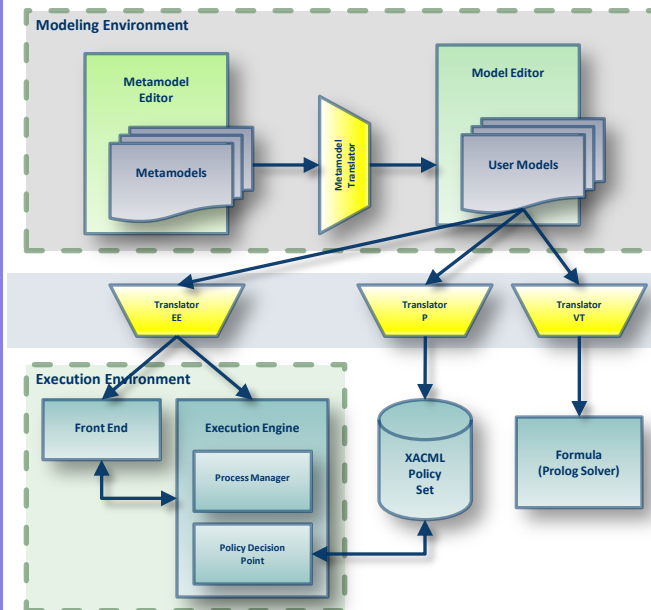 Modeling Environment
Metamodel
Editor
Metamodels
Metamodel
Translator
Model Editor
User Models
Translator
EE
Translator
P
Translator
VT
Execution Environment
Front End
Execution Engine
Process Manager
Policy Decision
Point
XACML
Policy
Set
Formula
(Prolog Solver)